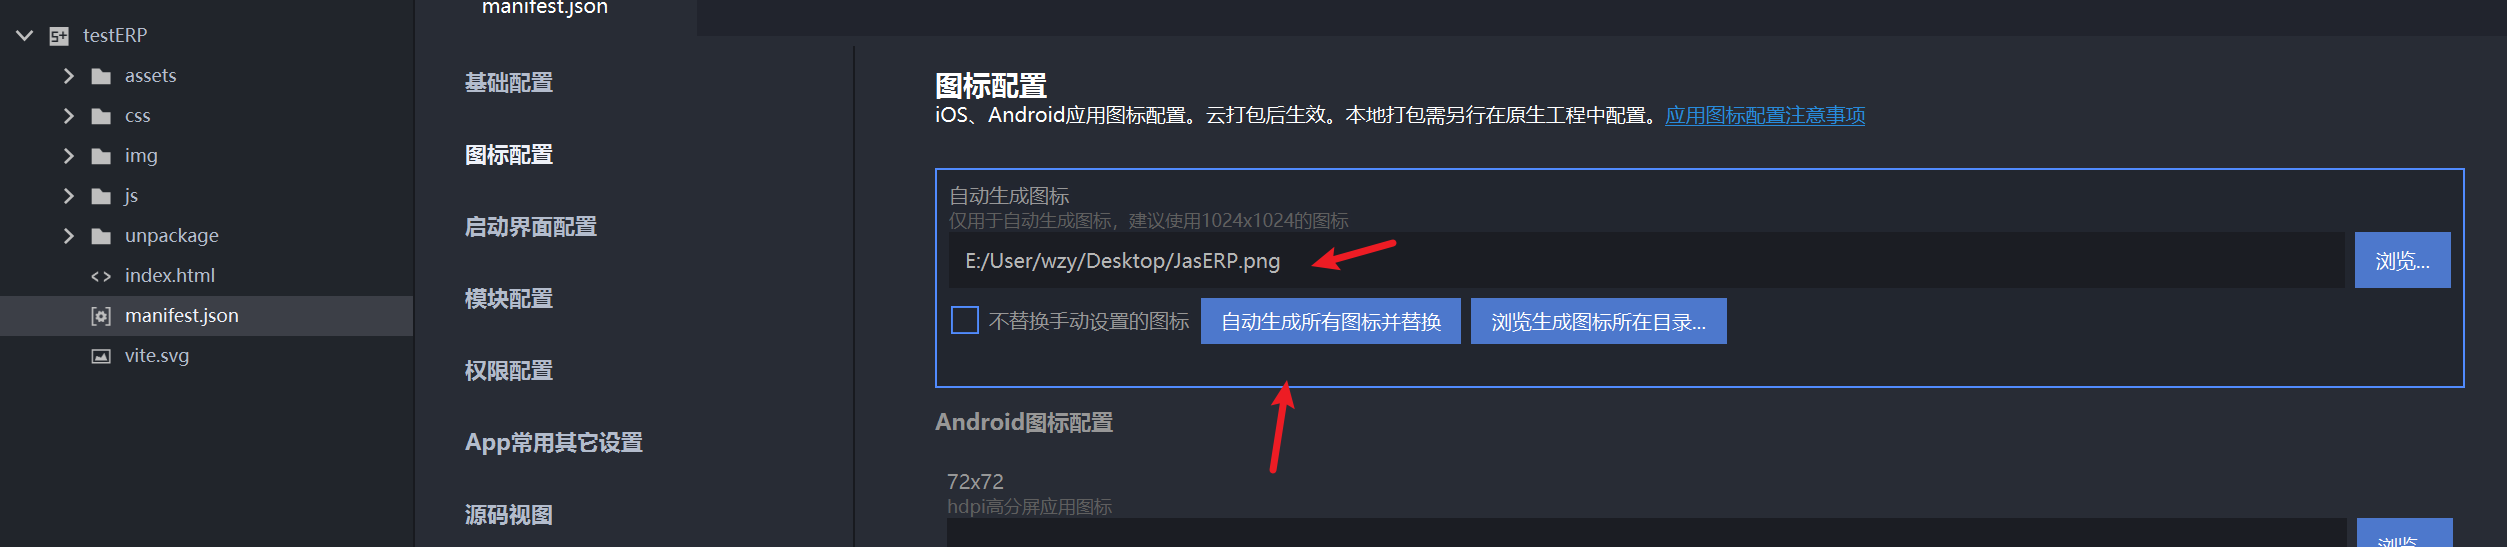 testERP
assets
css
img
js
unpackage
index.html
manifest.json
vite.svg
manifest.json
基础配置
图标配置
启动界面配置
模块配置
权限配置
App常用其它设置
源码视图
图标配置
iOS、Android应用图标配置。云打包后生效。本地打包需另行在原生工程中配置。应用图标配置注意事项
自动生成图标
仅用于自动生成图标，建议使用1024x1024的图标
E:/User/wzy/Desktop/JasERP.png
浏览...
不替换手动设置的图标
自动生成所有图标并替换
浏览生成图标所在目录...
Android图标配置
72x72
hdpi高分屏应用图标
浏览...